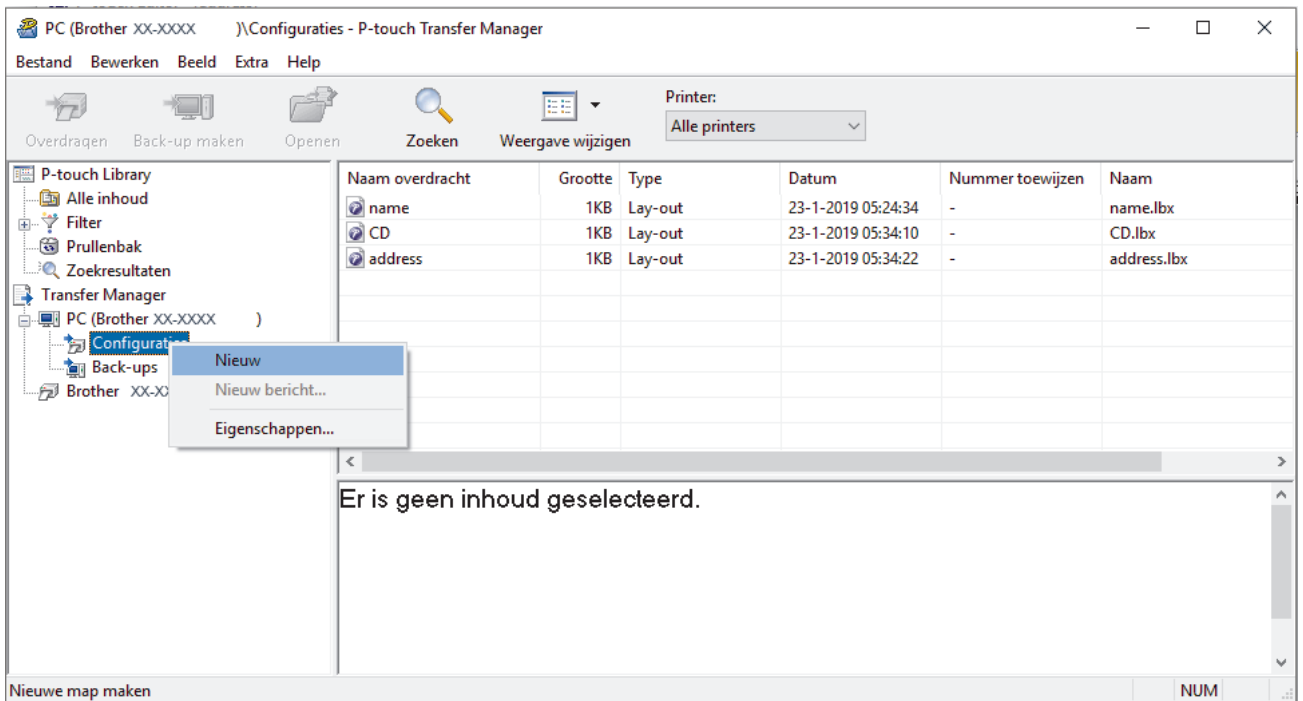 PC (Brother XX-XXXX )\Configuraties - P-touch Transfer Manager
Bestand Bewerken Beeld Extra Help
Overdragen Back-up maken Openen Zoeken Weergave wijzigen
Printer:
Alle printers
P-touch Library
Alle inhoud
Filter
Prullenbak
Zoekresultaten
Transfer Manager
PC (Brother XX-XXXX )
Configuraties
Back-ups
Brother XX-XX
Nieuw
Nieuw bericht...
Eigenschappen...
Naam overdracht Grootte Type Datum Nummer toewijzen Naam
name 1KB Lay-out 23-1-2019 05:24:34 - name.lbx
CD 1KB Lay-out 23-1-2019 05:34:10 - CD.lbx
address 1KB Lay-out 23-1-2019 05:34:22 - address.lbx
Er is geen inhoud geselecteerd.
Nieuwe map maken NUM